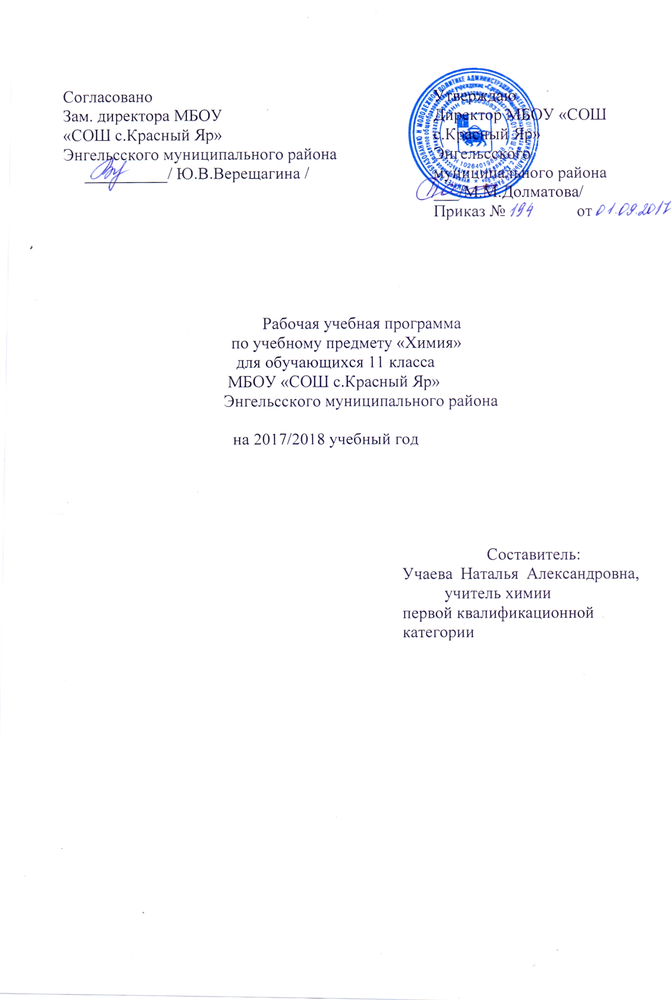 Согласовано
Зам. директора МБОУ
«СОШ с.Красный Яр»
Энгельсского муниципального района
__________/ Ю.В.Верещагина /
Утверждаю
Директор МБОУ «СОШ
с.Красный Яр»
Энгельсского
муниципального района
___/М.М.Долматова/
Приказ № 194 от 01.09.2017
Рабочая учебная программа
по учебному предмету «Химия»
для обучающихся 11 класса
МБОУ «СОШ с.Красный Яр»
Энгельсского муниципального района
на 2017/2018 учебный год
Составитель:
Учаева Наталья Александровна,
учитель химии
первой квалификационной
категории